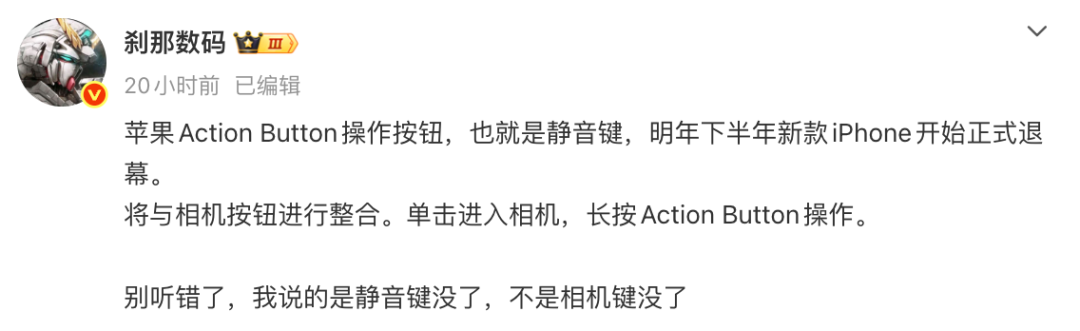 刹那数码 III
20小时前 已编辑
苹果Action Button操作按钮，也就是静音键，明年下半年新款iPhone开始正式退
幕。
将与相机按钮进行整合。单击进入相机，长按Action Button操作。
别听错了，我说的是静音键没了，不是相机键没了